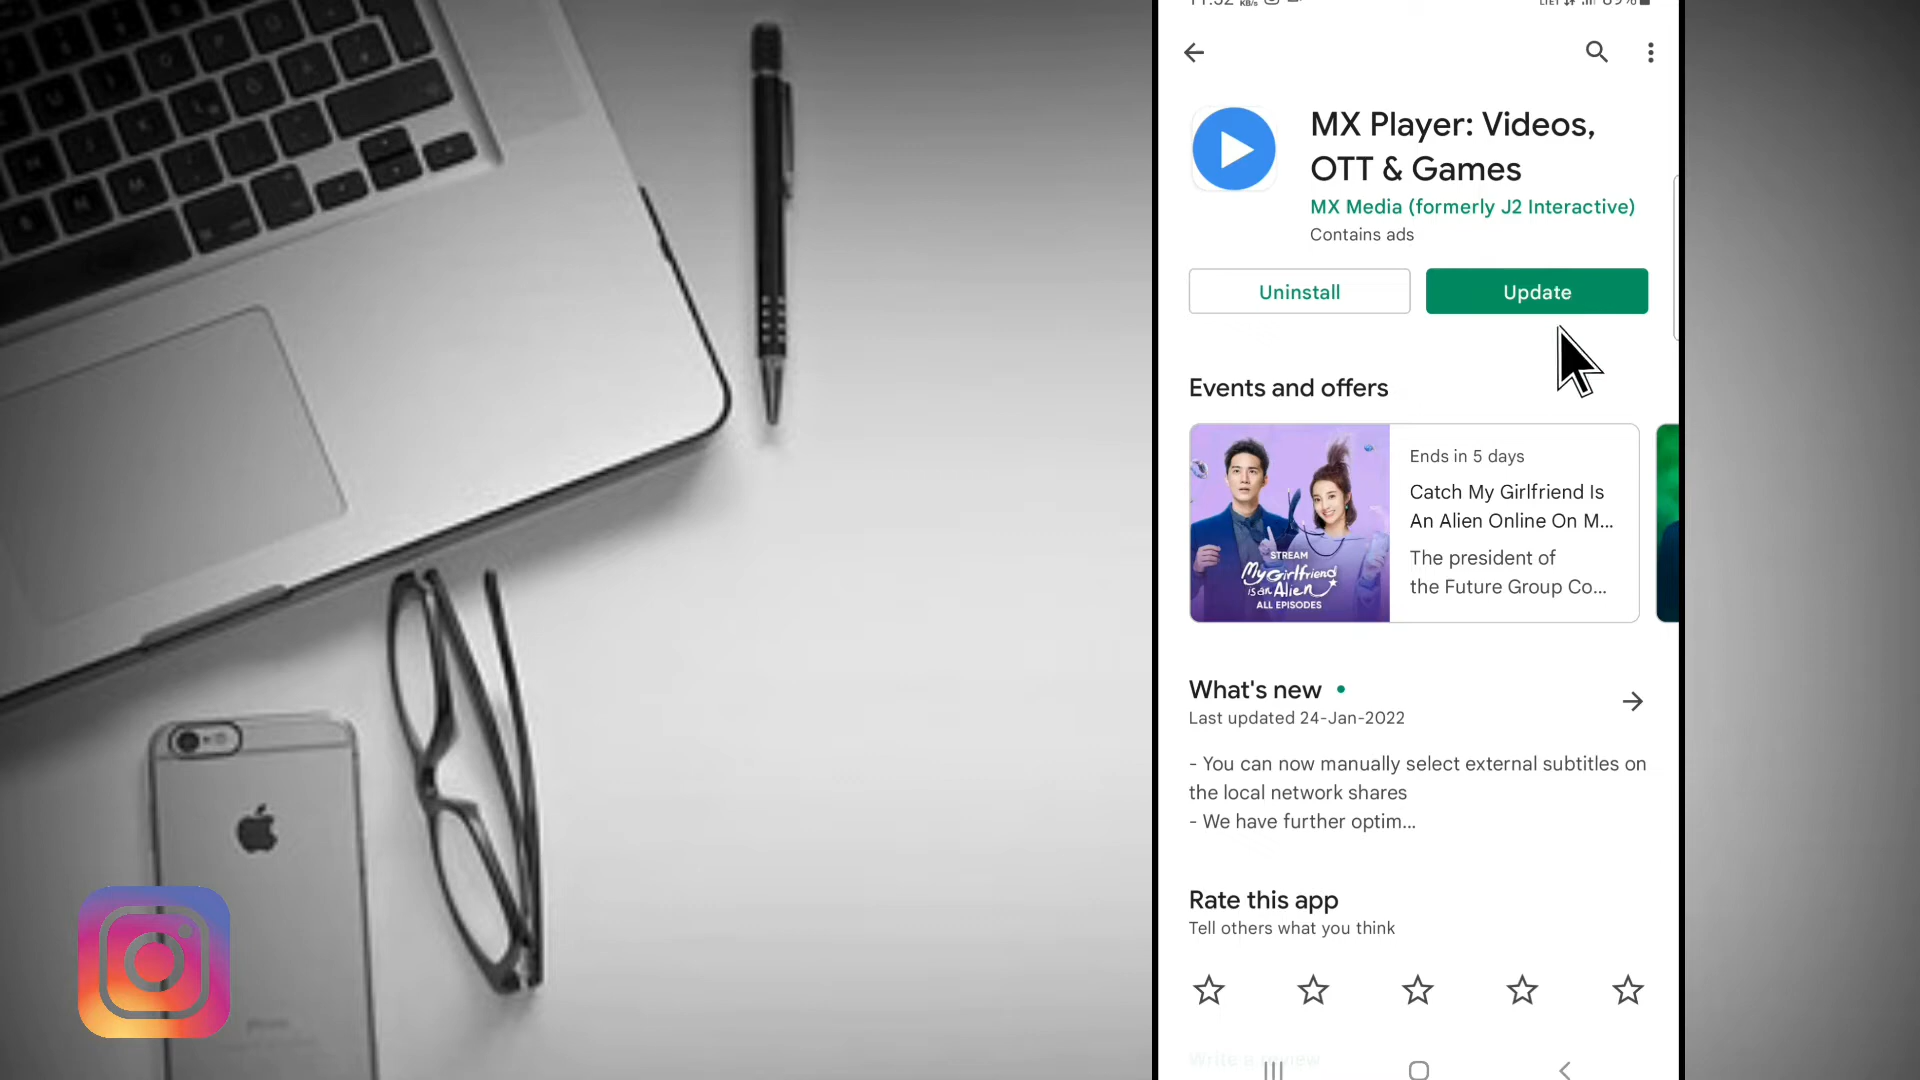 MX Player: Videos,
OTT & Games
MX Media (formerly J2 Interactive)
Contains ads
Uninstall
Update
Events and offers
Ends in 5 days
Catch My Girlfriend Is
An Alien Online On M...
The president of
the Future Group Co...
STREAM
My Girlfriend
is an Alien
ALL EPISODES
What's new
Last updated 24-Jan-2022
- You can now manually select external subtitles on
the local network shares
- We have further optim...
Rate this app
Tell others what you think
Write a review